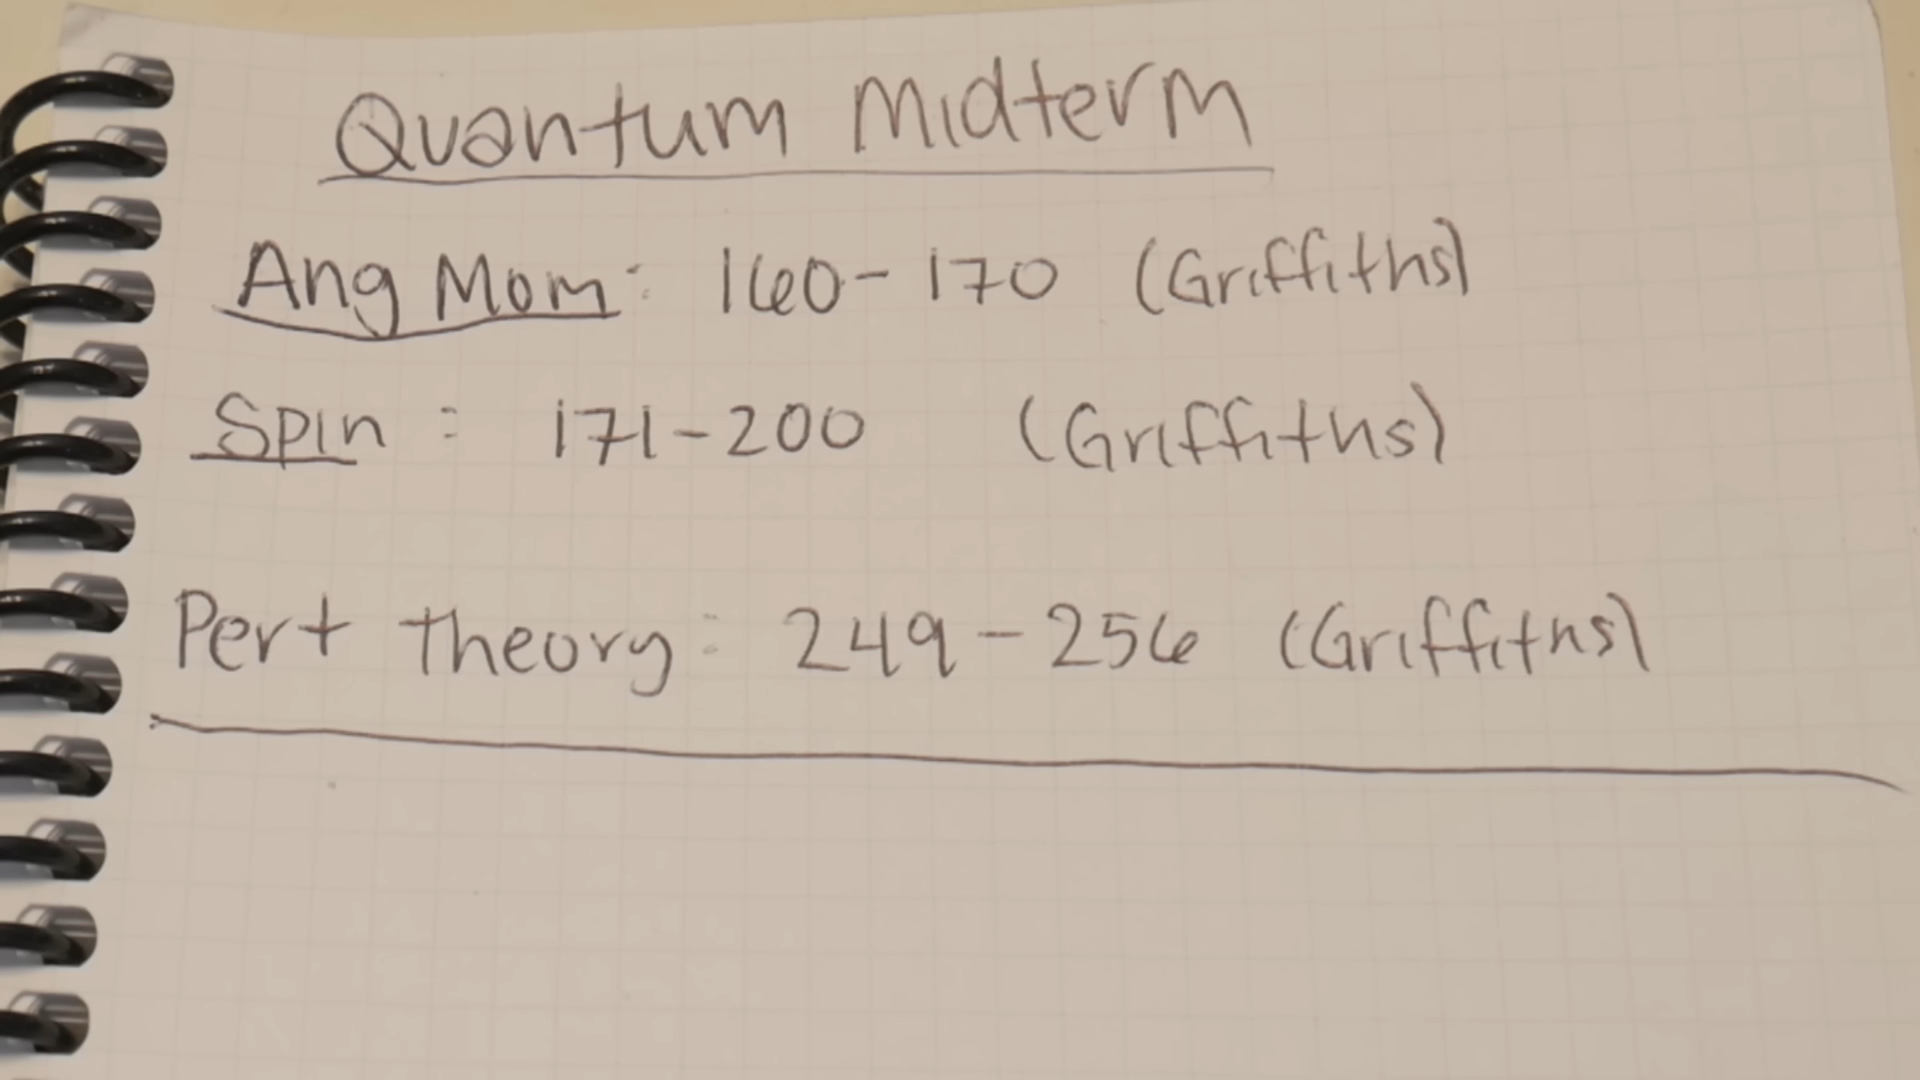 Quantum Midterm
Ang Mom: 160-170 (Griffiths)
Spin: 171-200 (Griffiths)
Pert theory: 249-256 (Griffiths)